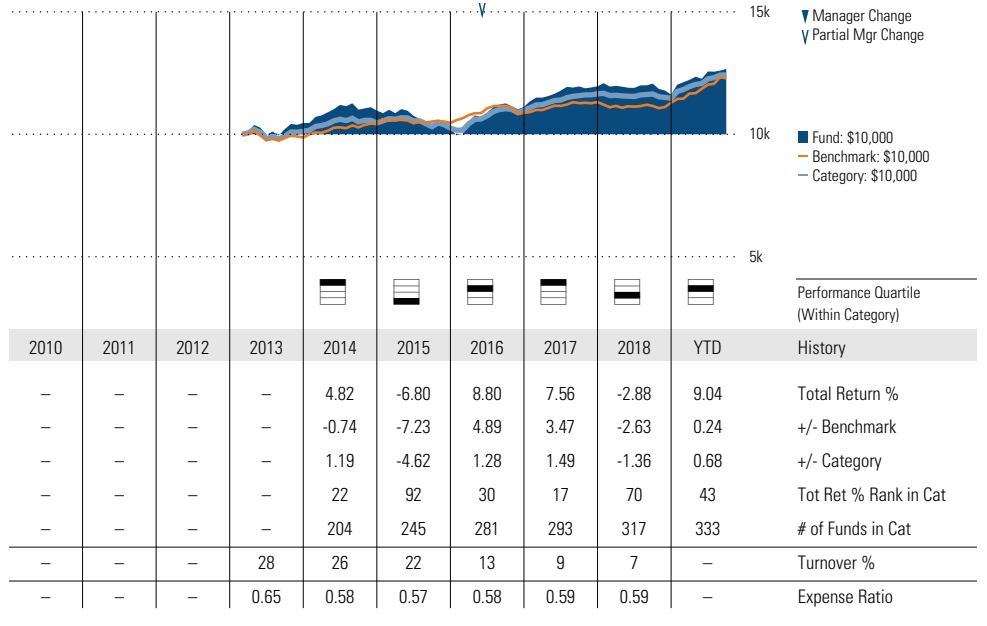 15k
▼ Manager Change
Partial Mgr Change
10k
Fund: $10,000
Benchmark: $10,000
Category: $10,000
5k
Performance Quartile
(Within Category)
2010 2011 2012 2013 2014 2015 2016 2017 2018 YTD History
– – – – 4.82 -6.80 8.80 7.56 -2.88 9.04 Total Return %
– – – – -0.74 -7.23 4.89 3.47 -2.63 0.24 +/- Benchmark
– – – – 1.19 -4.62 1.28 1.49 -1.36 0.68 +/- Category
– – – – 22 92 30 17 70 43 Tot Ret % Rank in Cat
– – – – 204 245 281 293 317 333 # of Funds in Cat
– – – 28 26 22 13 9 7 – Turnover %
– – – 0.65 0.58 0.57 0.58 0.59 0.59 – Expense Ratio